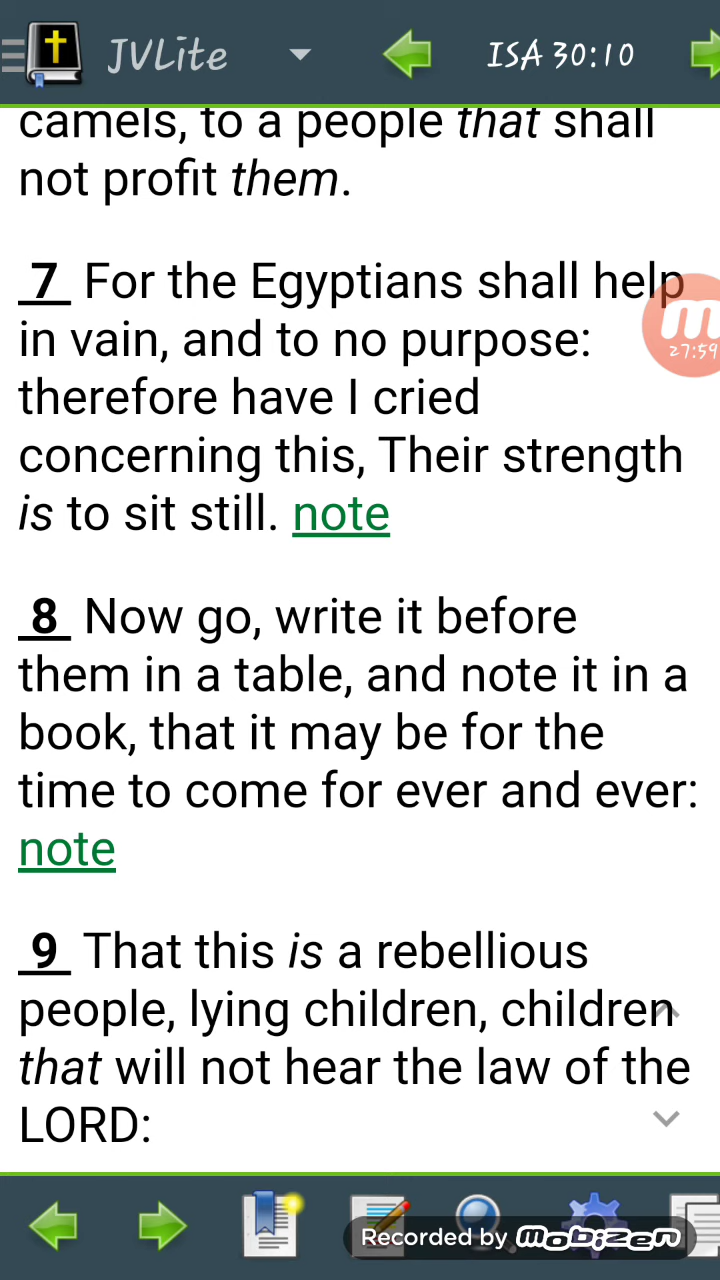 JVLite ISA 30:10
camels, to a people that shall
not profit them.
7 For the Egyptians shall help
in vain, and to no purpose:
therefore have I cried
concerning this, Their strength
is to sit still. note
8 Now go, write it before
them in a table, and note it in a
book, that it may be for the
time to come for ever and ever:
note
9 That this is a rebellious
people, lying children, children
that will not hear the law of the
LORD:
m
27:59
Recorded by mobizen